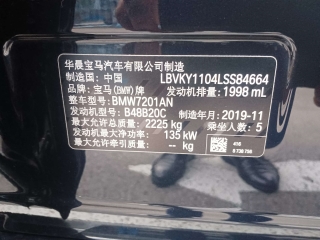 华晨宝马汽车有限公司制造
制造国：中国 LBVKY1104LSS84664
品牌：宝马(BMW)牌 发动机排量：1998 mL
整车型号：BMW7201AN
发动机型号：B48B20C 制造年月：2019-11
最大允许总质量：2225 kg 乘坐人数：5
发动机最大净功率：135 kW
最大允许牵引质量：-- kg